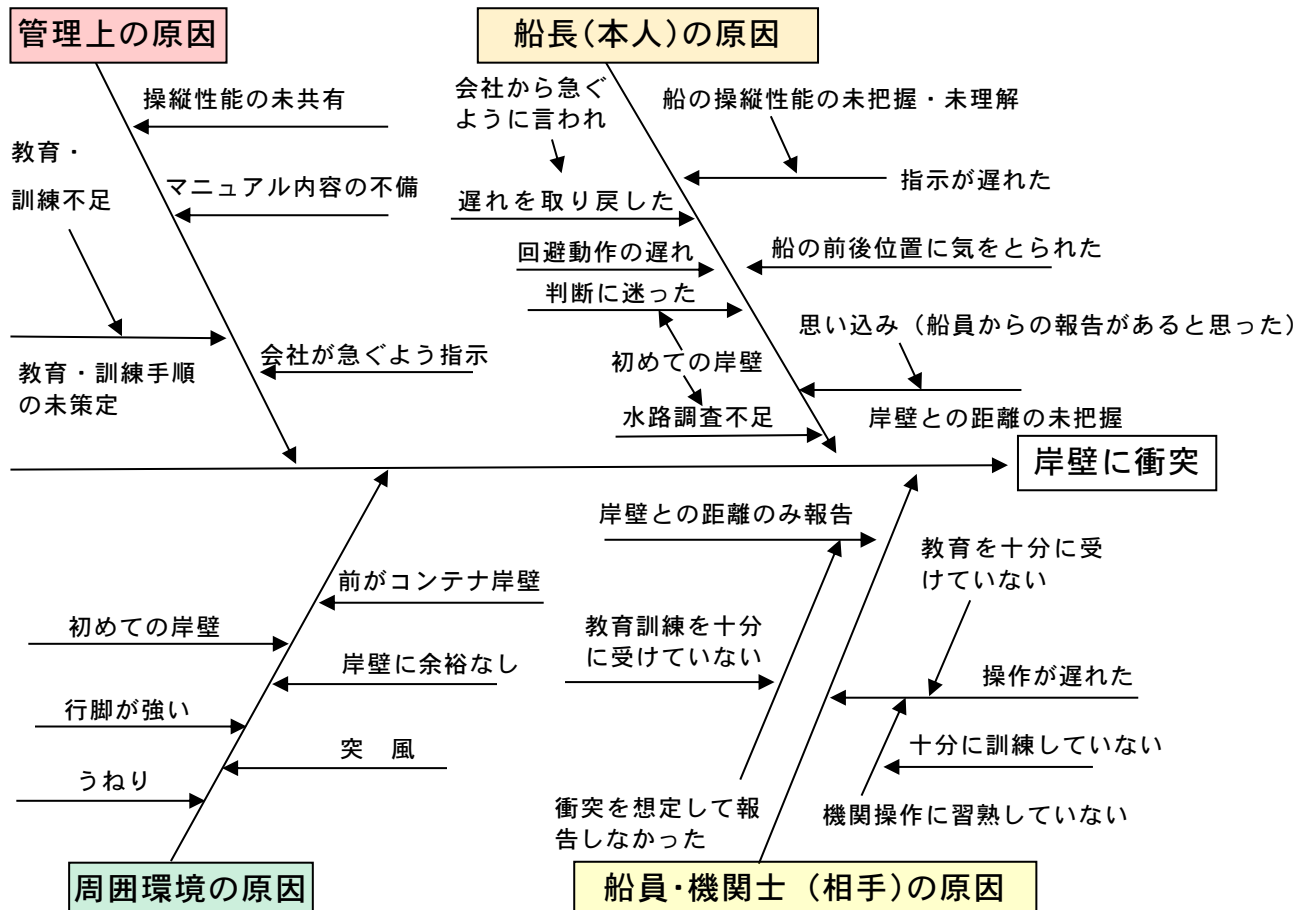 管理上の原因
船長(本人)の原因
操縦性能の未共有
教育・
訓練不足
マニュアル内容の不備
会社が急ぐよう指示
教育・訓練手順
の未策定
会社から急ぐ
ように言われ
船の操縦性能の未把握・未理解
指示が遅れた
遅れを取り戻した
回避動作の遅れ
船の前後位置に気をとられた
判断に迷った
思い込み（船員からの報告があると思った）
初めての岸壁
水路調査不足
岸壁との距離の未把握
岸壁に衝突
前がコンテナ岸壁
初めての岸壁
岸壁に余裕なし
行脚が強い
突　風
うねり
周囲環境の原因
岸壁との距離のみ報告
教育を十分に受
けていない
教育訓練を十分
に受けていない
操作が遅れた
十分に訓練していない
衝突を想定して報
告しなかった
機関操作に習熟していない
船員・機関士（相手）の原因